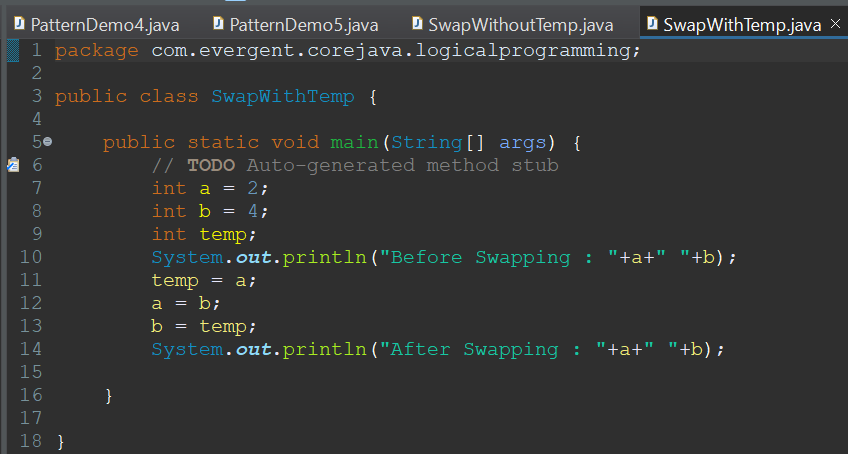 PatternDemo4.java PatternDemo5.java SwapWithoutTemp.java SwapWithTemp.java
1 package com.evergent.corejava.logicalprogramming;
2
3 public class SwapWithTemp {
4
5 public static void main(String[] args) {
6 // TODO Auto-generated method stub
7 int a = 2;
8 int b = 4;
9 int temp;
10 System.out.println("Before Swapping : "+a+" "+b);
11 temp = a;
12 a = b;
13 b = temp;
14 System.out.println("After Swapping : "+a+" "+b);
15
16 }
17
18 }